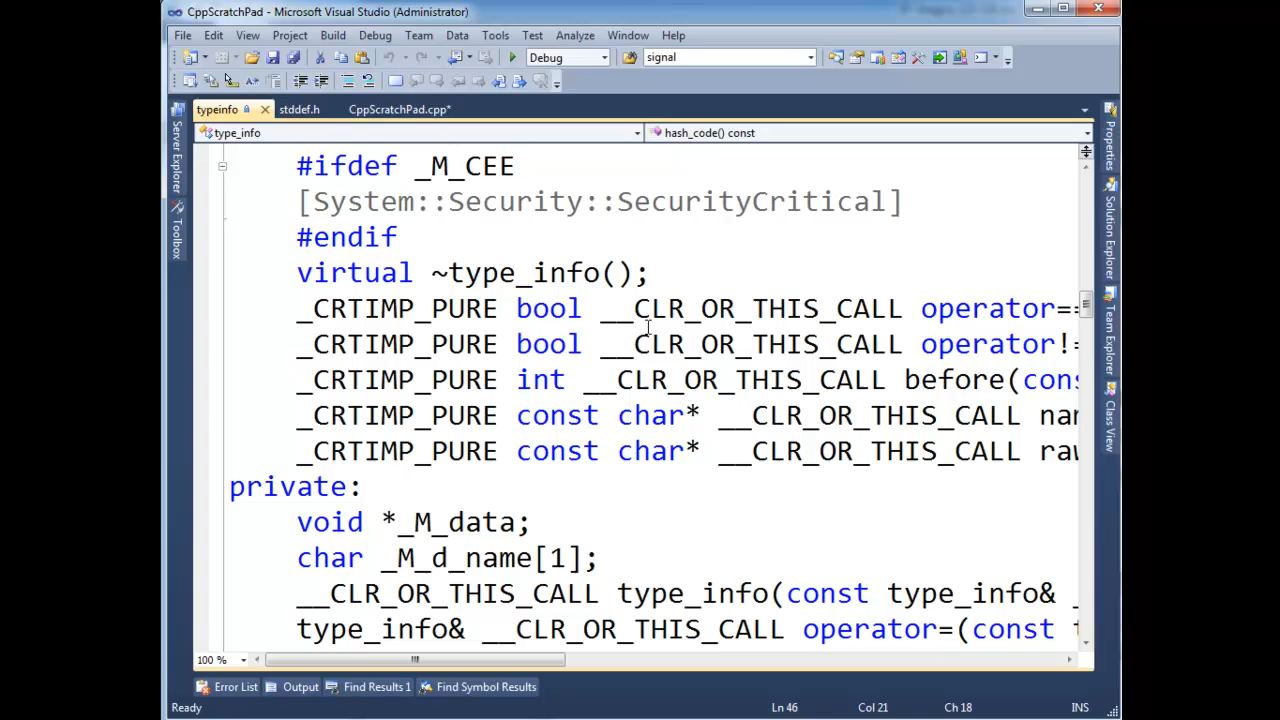 CppScratchPad - Microsoft Visual Studio (Administrator)
File Edit View Project Build Debug Team Data Tools Test Analyze Window Help
Debug signal
typeinfo stddef.h CppScratchPad.cpp*
type_info hash_code() const
#ifdef _M_CEE
[System::Security::SecurityCritical]
#endif
virtual ~type_info();
_CRTIMP_PURE bool __CLR_OR_THIS_CALL operator==
_CRTIMP_PURE bool __CLR_OR_THIS_CALL operator!=
_CRTIMP_PURE int __CLR_OR_THIS_CALL before(cons
_CRTIMP_PURE const char* __CLR_OR_THIS_CALL nam
_CRTIMP_PURE const char* __CLR_OR_THIS_CALL raw
private:
void *_M_data;
char _M_d_name[1];
__CLR_OR_THIS_CALL type_info(const type_info& _
type_info& __CLR_OR_THIS_CALL operator=(const t
100 %
Error List Output Find Results 1 Find Symbol Results
Ready Ln 46 Col 21 Ch 18 INS
Server Explorer
Toolbox
Properties
Solution Explorer
Team Explorer
Class View